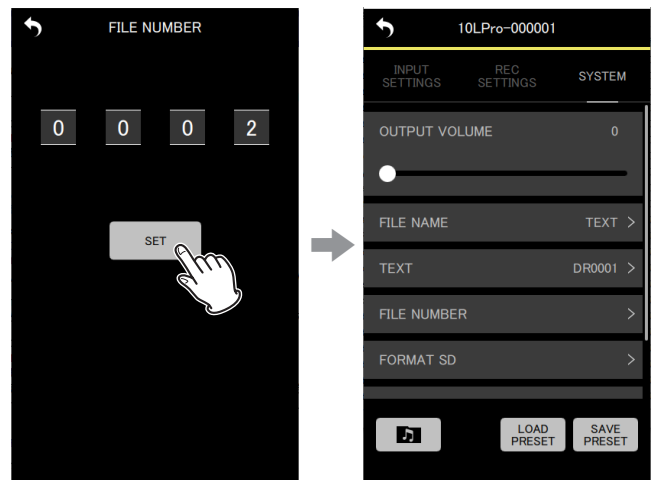 FILE NUMBER
0 0 0 2
SET
10LPro-000001
INPUT SETTINGS
REC SETTINGS
SYSTEM
OUTPUT VOLUME 0
FILE NAME TEXT >
TEXT DR0001 >
FILE NUMBER >
FORMAT SD >
LOAD PRESET
SAVE PRESET